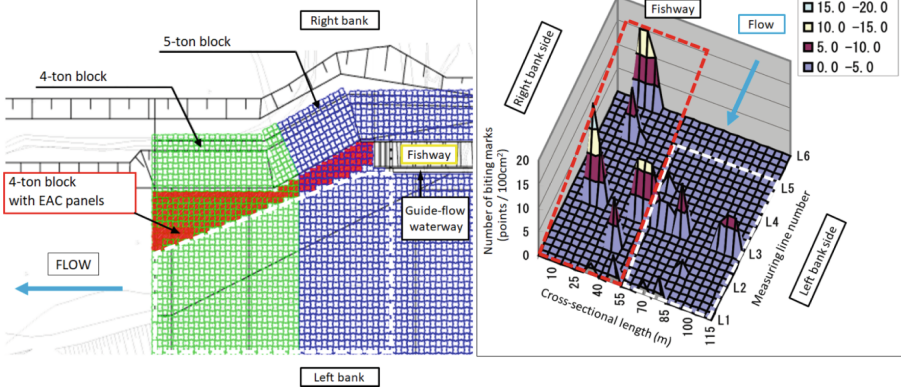 Right bank
5-ton block
4-ton block
Fishway
4-ton block
with EAC panels
Guide-flow
waterway
FLOW
Left bank
Fishway
Flow
15.0 -20.0
10.0 -15.0
5.0 -10.0
0.0 -5.0
Right bank side
Number of biting marks
(points / 100cm²)
20
15
10
5
0
10
25
40
55
70
85
100
115
Cross-sectional length (m)
L1
L2
L3
L4
L5
L6
Measuring line number
Left bank side